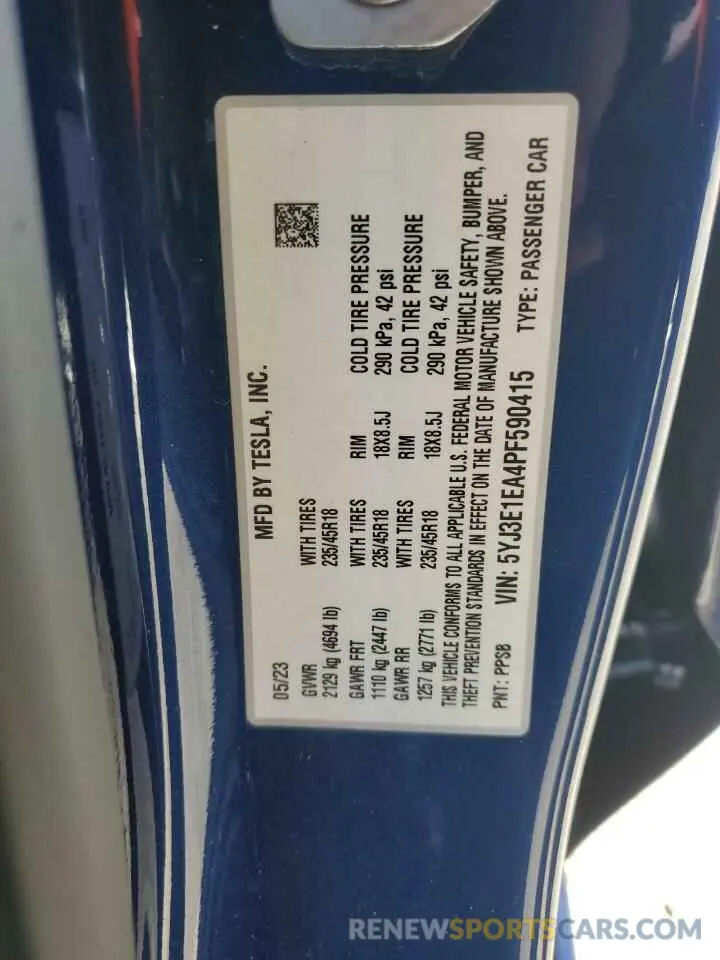 MFD BY TESLA, INC.
05/23
GVWR WITH TIRES
2129 kg (4694 lb) 235/45R18
GAWR FRT WITH TIRES RIM COLD TIRE PRESSURE
1110 kg (2447 lb) 235/45R18 18X8.5J 290 kPa, 42 psi
GAWR RR WITH TIRES RIM COLD TIRE PRESSURE
1257 kg (2771 lb) 235/45R18 18X8.5J 290 kPa, 42 psi
THIS VEHICLE CONFORMS TO ALL APPLICABLE U.S. FEDERAL MOTOR VEHICLE SAFETY, BUMPER, AND
THEFT PREVENTION STANDARDS IN EFFECT ON THE DATE OF MANUFACTURE SHOWN ABOVE.
PNT: PPSB VIN: 5YJ3E1EA4PF590415 TYPE: PASSENGER CAR
RENEWSPORTSCARS.COM